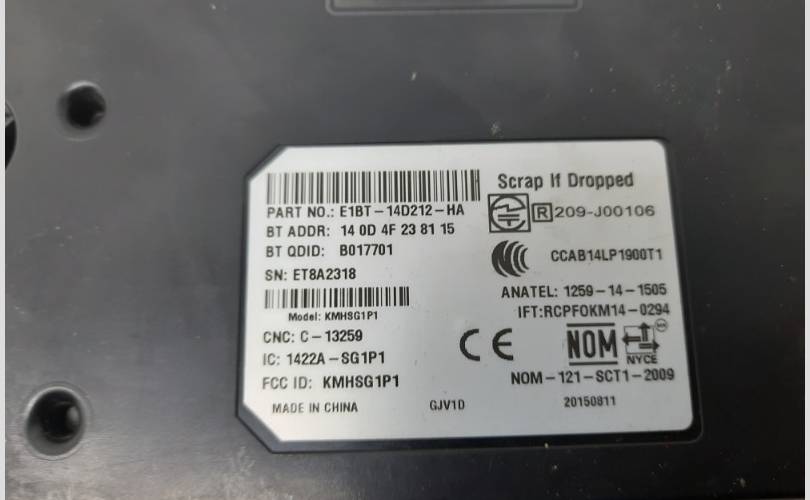 Scrap If Dropped
PART NO.: E1BT-14D212-HA
R 209-J00106
BT ADDR: 14 0D 4F 23 81 15
BT QDID: B017701
CCAB14LP1900T1
SN: ET8A2318
ANATEL: 1259-14-1505
Model: KMHSG1P1
IFT:RCPFOKM14-0294
CNC: C-13259
CE
NOM
NYCE
IC: 1422A-SG1P1
FCC ID: KMHSG1P1
NOM-121-SCT1-2009
MADE IN CHINA
GJV1D
20150811